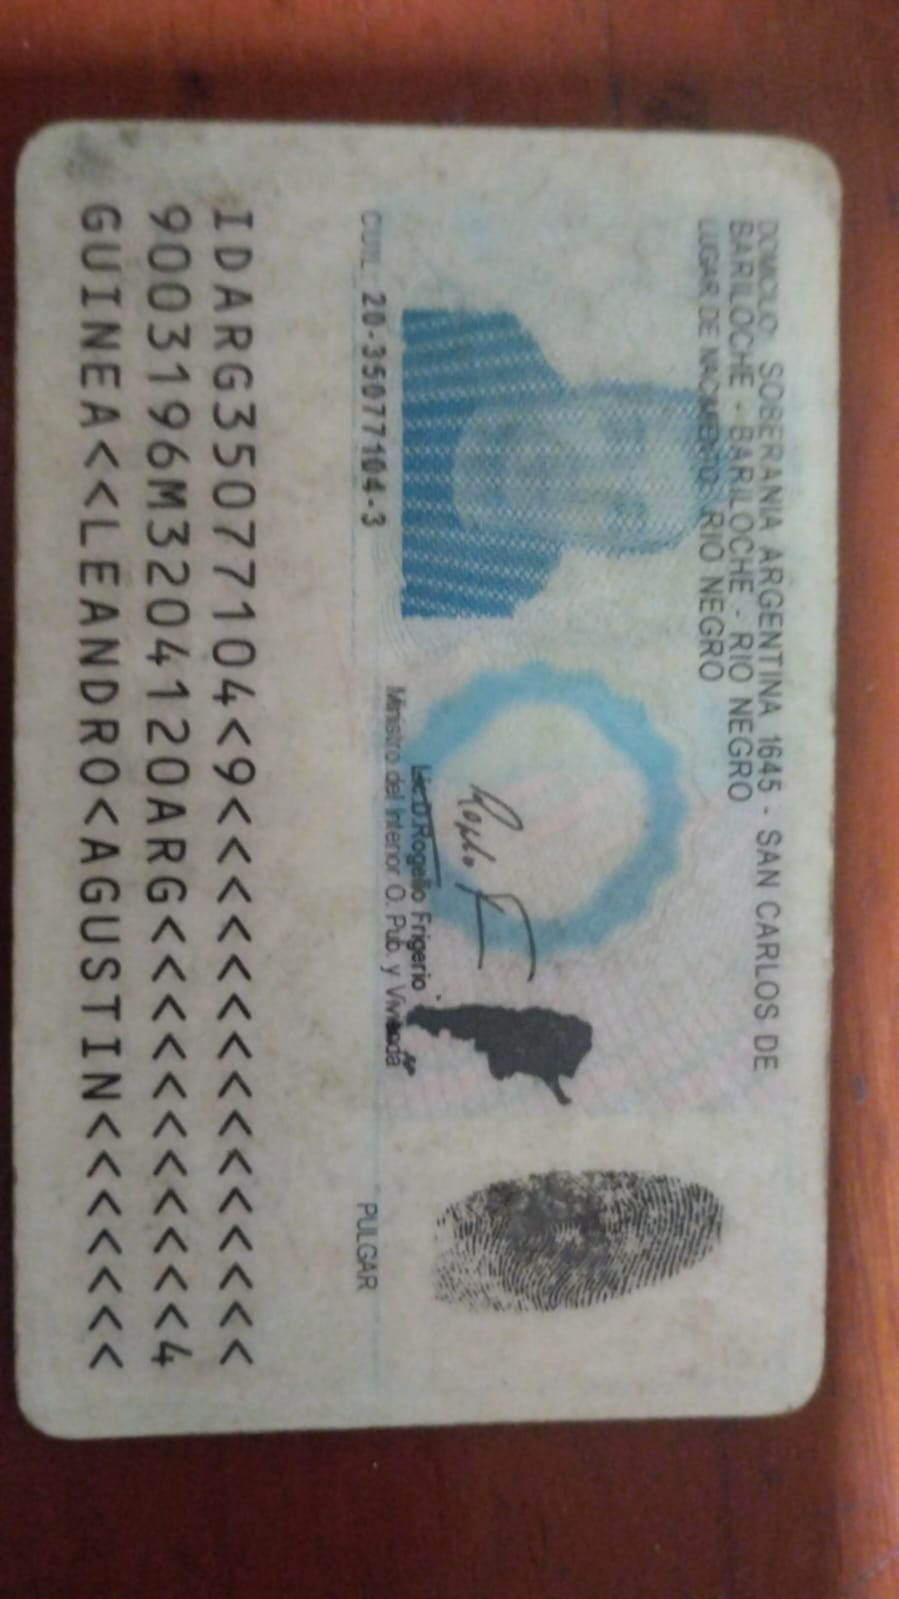 DOMICILIO: SOBERANIA ARGENTINA 1645 - SAN CARLOS DE
BARILOCHE - BARILOCHE - RIO NEGRO
LUGAR DE NACIMIENTO: RIO NEGRO
Lic. Rogelio Frigerio
Ministro del Interior O. Pub. y Vivienda
CUIL: 20-35077104-3
PULGAR
IDARG35077104<9<<<<<<<<<<<<<<<
9003196M3204120ARG<<<<<<<<<<<4
GUINEA<<LEANDRO<AGUSTIN<<<<<<<